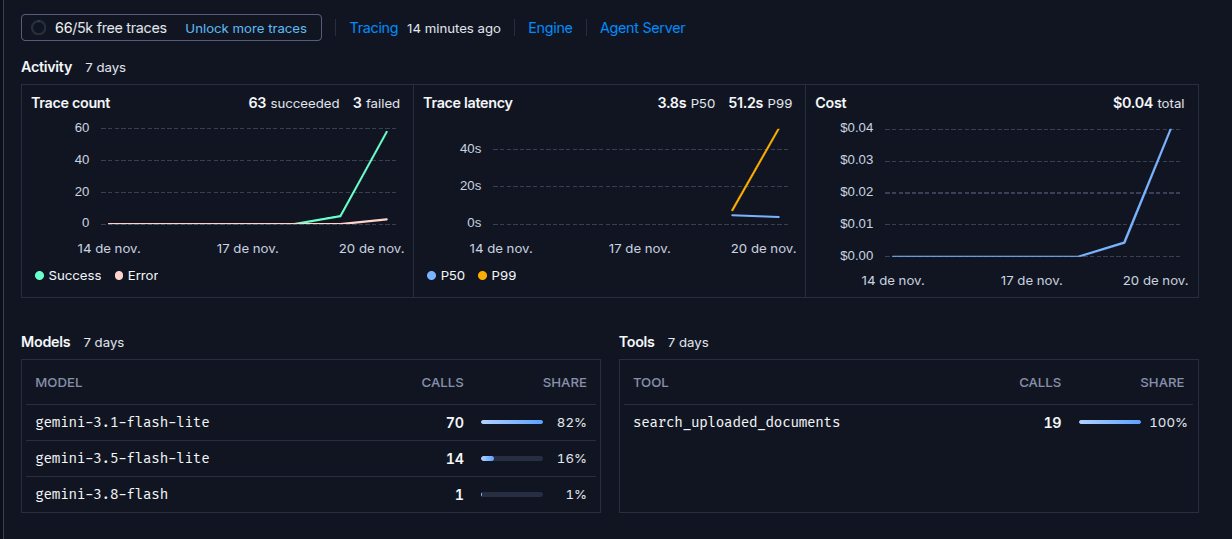 66/5k free traces Unlock more traces Tracing 14 minutes ago Engine Agent Server
Activity 7 days
Trace count 63 succeeded 3 failed
60
40
20
0
14 de nov. 17 de nov. 20 de nov.
Success Error
Trace latency 3.8s P50 51.2s P99
40s
20s
0s
14 de nov. 17 de nov. 20 de nov.
P50 P99
Cost $0.04 total
$0.04
$0.03
$0.02
$0.01
$0.00
14 de nov. 17 de nov. 20 de nov.
Models 7 days
MODEL CALLS SHARE
gemini-3.1-flash-lite 70 82%
gemini-3.5-flash-lite 14 16%
gemini-3.8-flash 1 1%
Tools 7 days
TOOL CALLS SHARE
search_uploaded_documents 19 100%